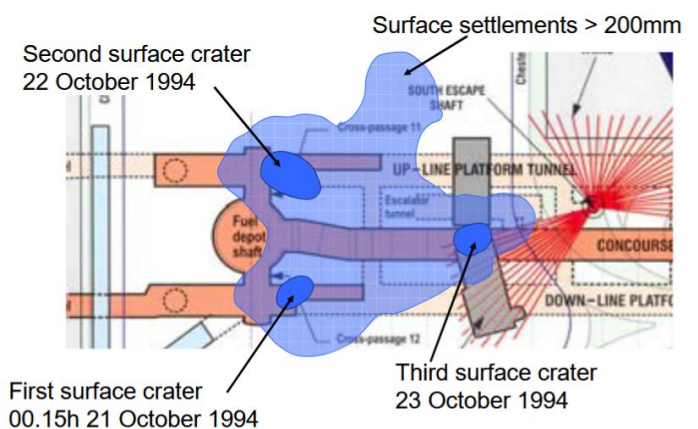 Surface settlements > 200mm
Second surface crater
22 October 1994
SOUTH ESCAPE
SHAFT
Cross-passage 11
UP-LINE PLATFORM TUNNEL
Escalator
tunnel
Fuel
depot
shaft
CONCOURSE
DOWN-LINE PLATFO
Cross-passage 12
First surface crater
00.15h 21 October 1994
Third surface crater
23 October 1994